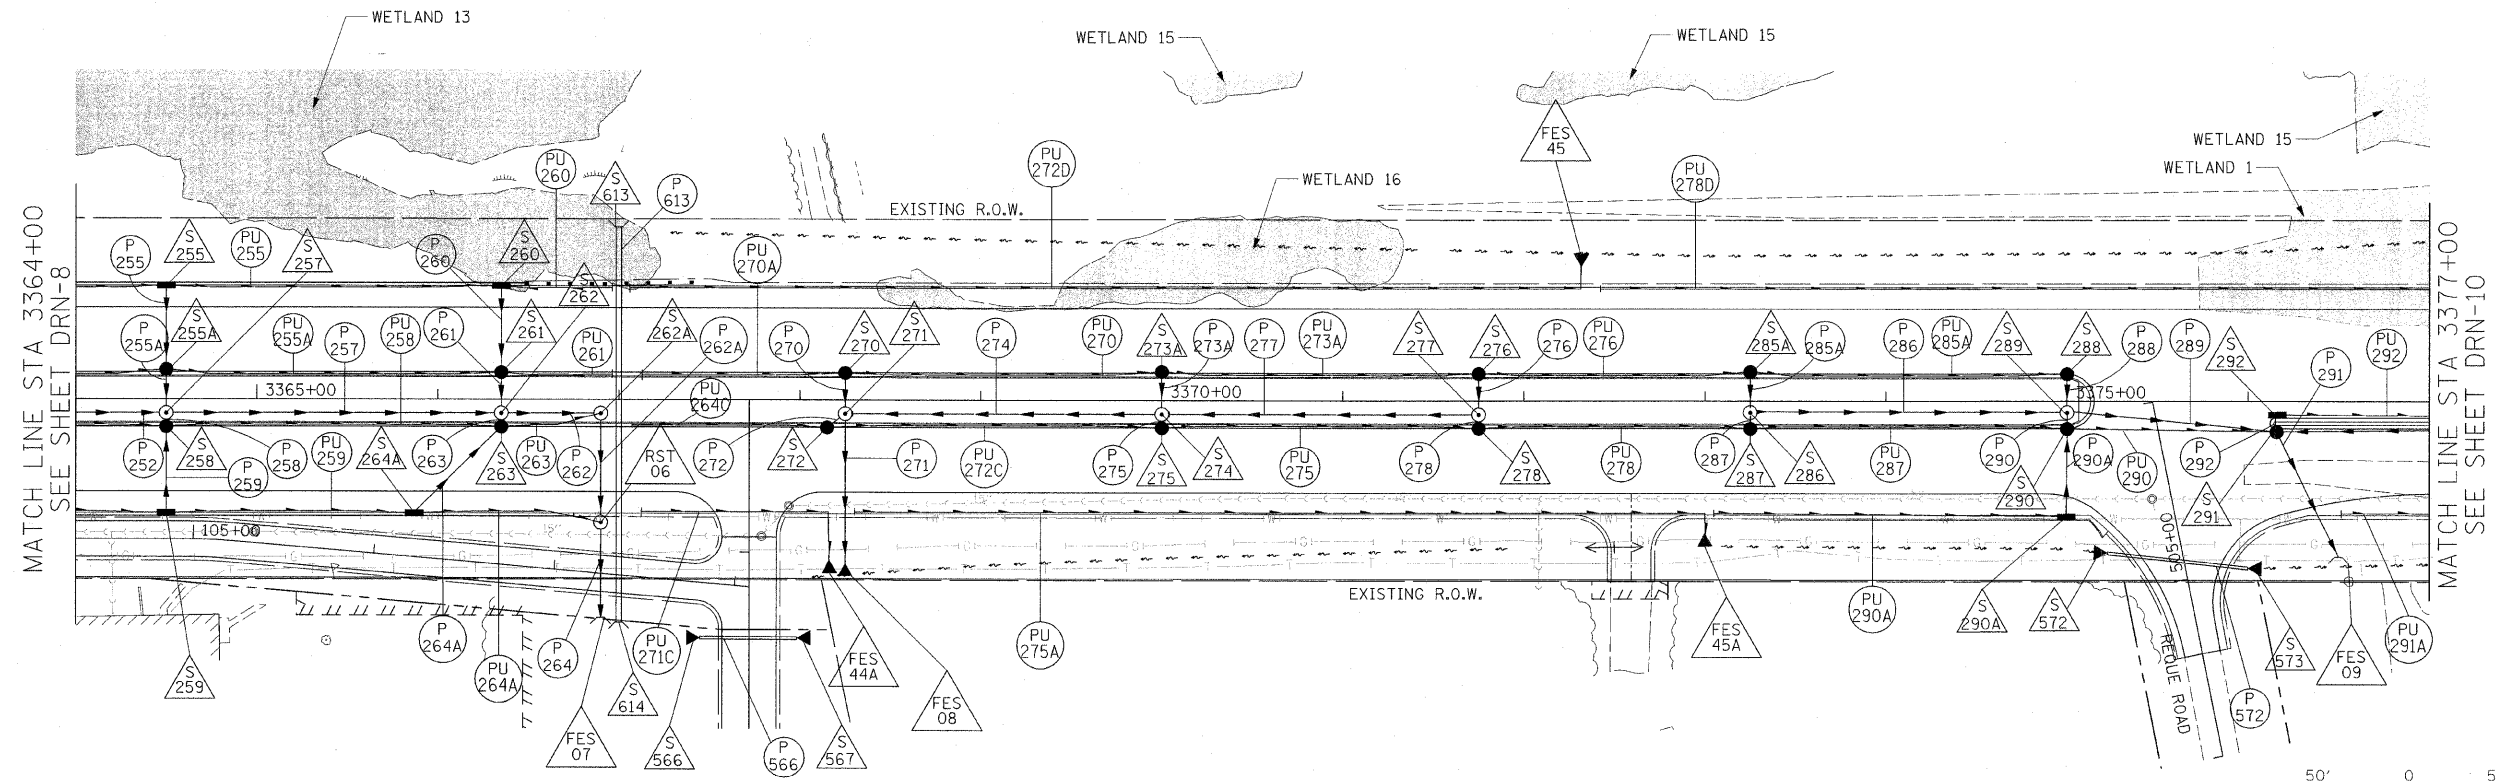 WETLAND 13
WETLAND 15
WETLAND 15
WETLAND 15
WETLAND 1
WETLAND 16
EXISTING R.O.W.
FES
45
PU
260
S
613
P
613
PU
272D
PU
278D
P
255
S
255
PU
255
S
257
P
260
S
260
S
262
PU
270A
MATCH LINE STA 3364+00
SEE SHEET DRN-8
MATCH LINE STA 3377+00
SEE SHEET DRN-10
P
255A
S
255A
PU
255A
P
257
PU
258
P
261
S
261
PU
261
S
262A
P
262A
P
270
S
270
S
271
P
274
PU
270
S
273A
P
273A
P
277
PU
273A
S
277
S
276
P
276
PU
276
S
285A
P
285A
P
286
PU
285A
S
289
S
288
P
288
P
289
S
292
P
291
PU
292
3365+00
3370+00
3375+00
PU
264C
P
252
S
258
P
259
P
258
PU
259
S
264A
P
263
S
263
PU
263
P
262
RST
06
P
272
S
272
P
271
PU
272C
P
275
S
275
S
274
PU
275
P
278
S
278
PU
278
P
287
S
287
S
286
PU
287
P
290
S
290
P
290A
PU
290
P
292
S
291
105+00
15"
15"
5055+00
EXISTING R.O.W.
S
259
P
264A
PU
264A
P
264
FES
07
S
614
PU
271C
S
566
P
566
S
567
FES
44A
FES
08
PU
275A
FES
45A
PU
290A
S
290A
S
572
REQUE ROAD
P
572
S
573
FES
09
PU
291A
50' 0 5